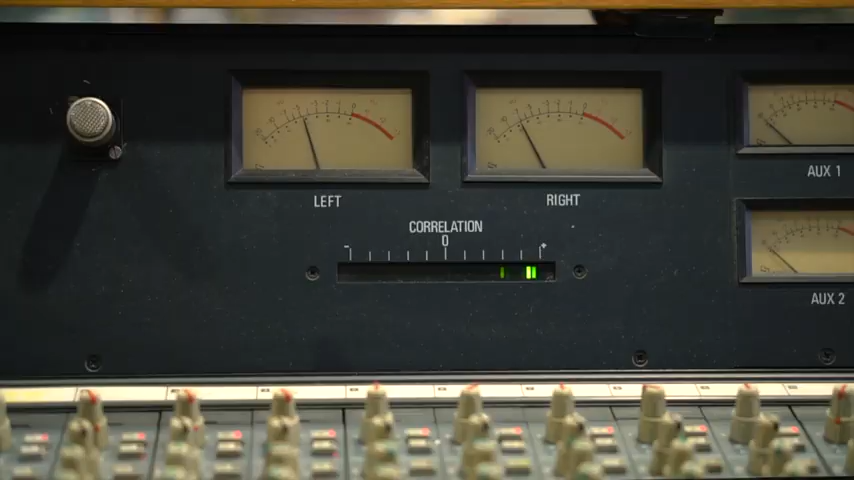 LEFT
RIGHT
AUX 1
CORRELATION
- 0 +
AUX 2